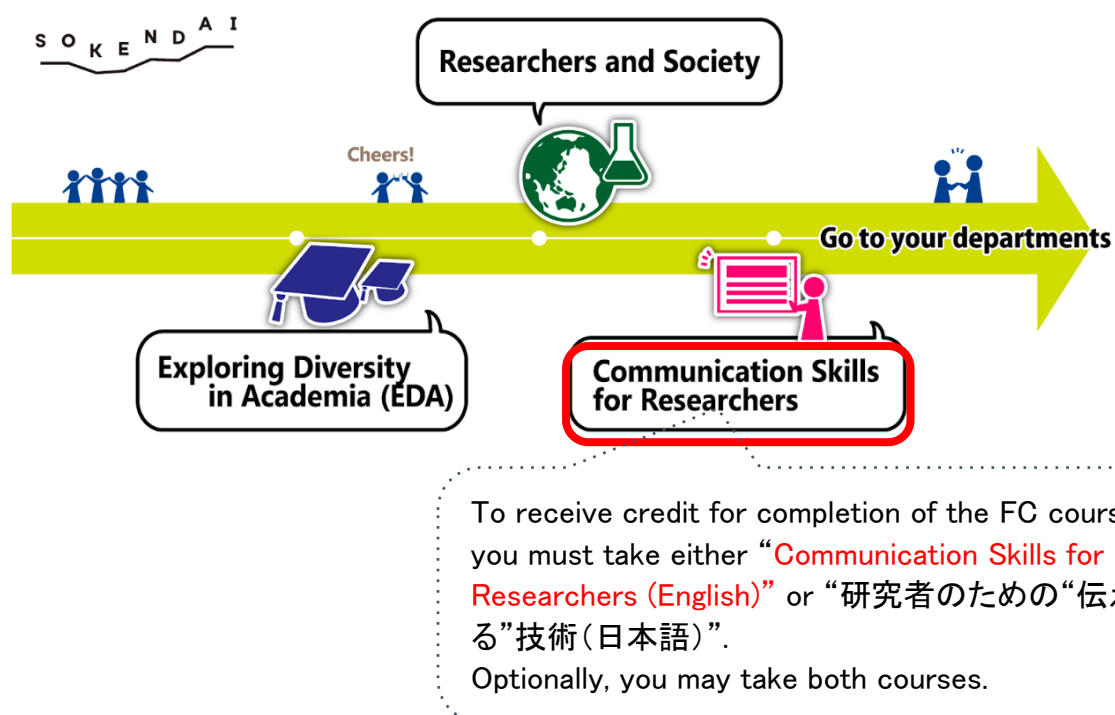 SOKENDAI
Researchers and Society
Cheers!
Go to your departments
Exploring Diversity
in Academia (EDA)
Communication Skills
for Researchers
To receive credit for completion of the FC
you must take either “Communication Skills for
Researchers (English)” or “研究者のための“伝
る”技術(日本語)”.
Optionally, you may take both courses.